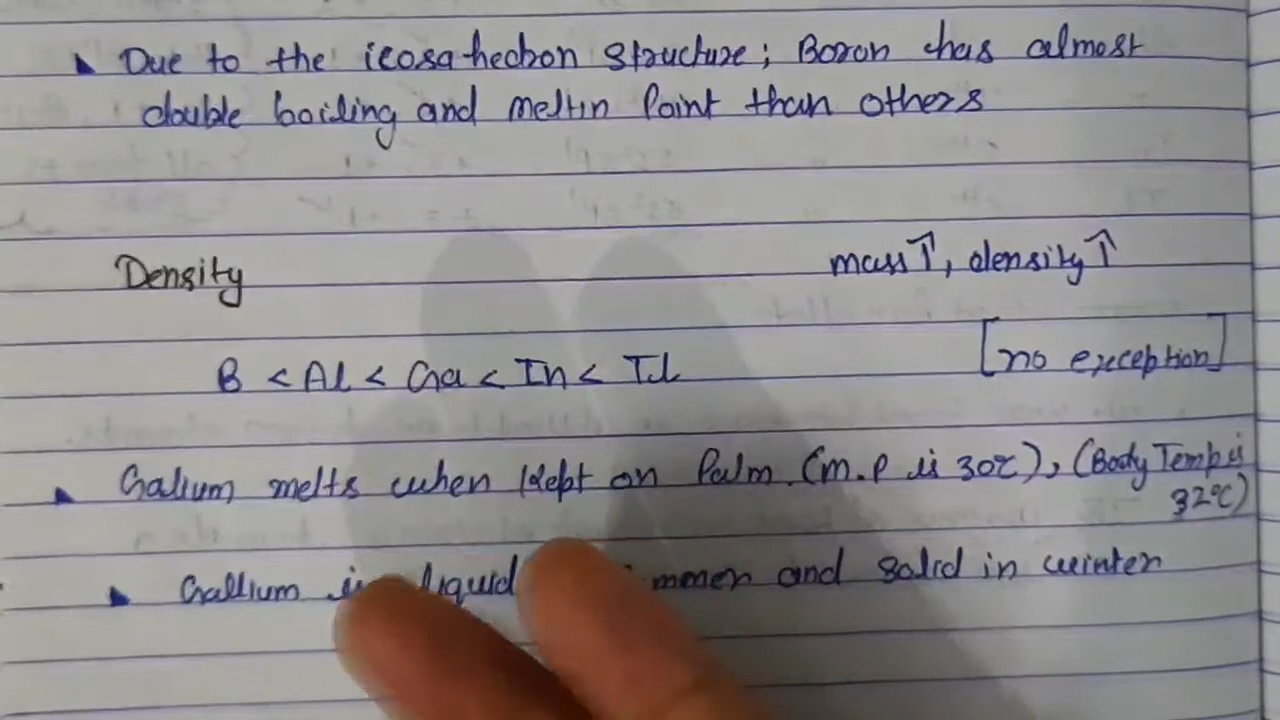 Due to the icosahedron structure; Boron has almost
double boiling and meltin Point than others
Density
mass↑, density↑
B < Al < Ga < In < Tl
[no exception]
Galium melts when kept on Palm. (m.p is 30℃), (Body Temp is
32℃)
Gallium is liquid mmer and solid in winter